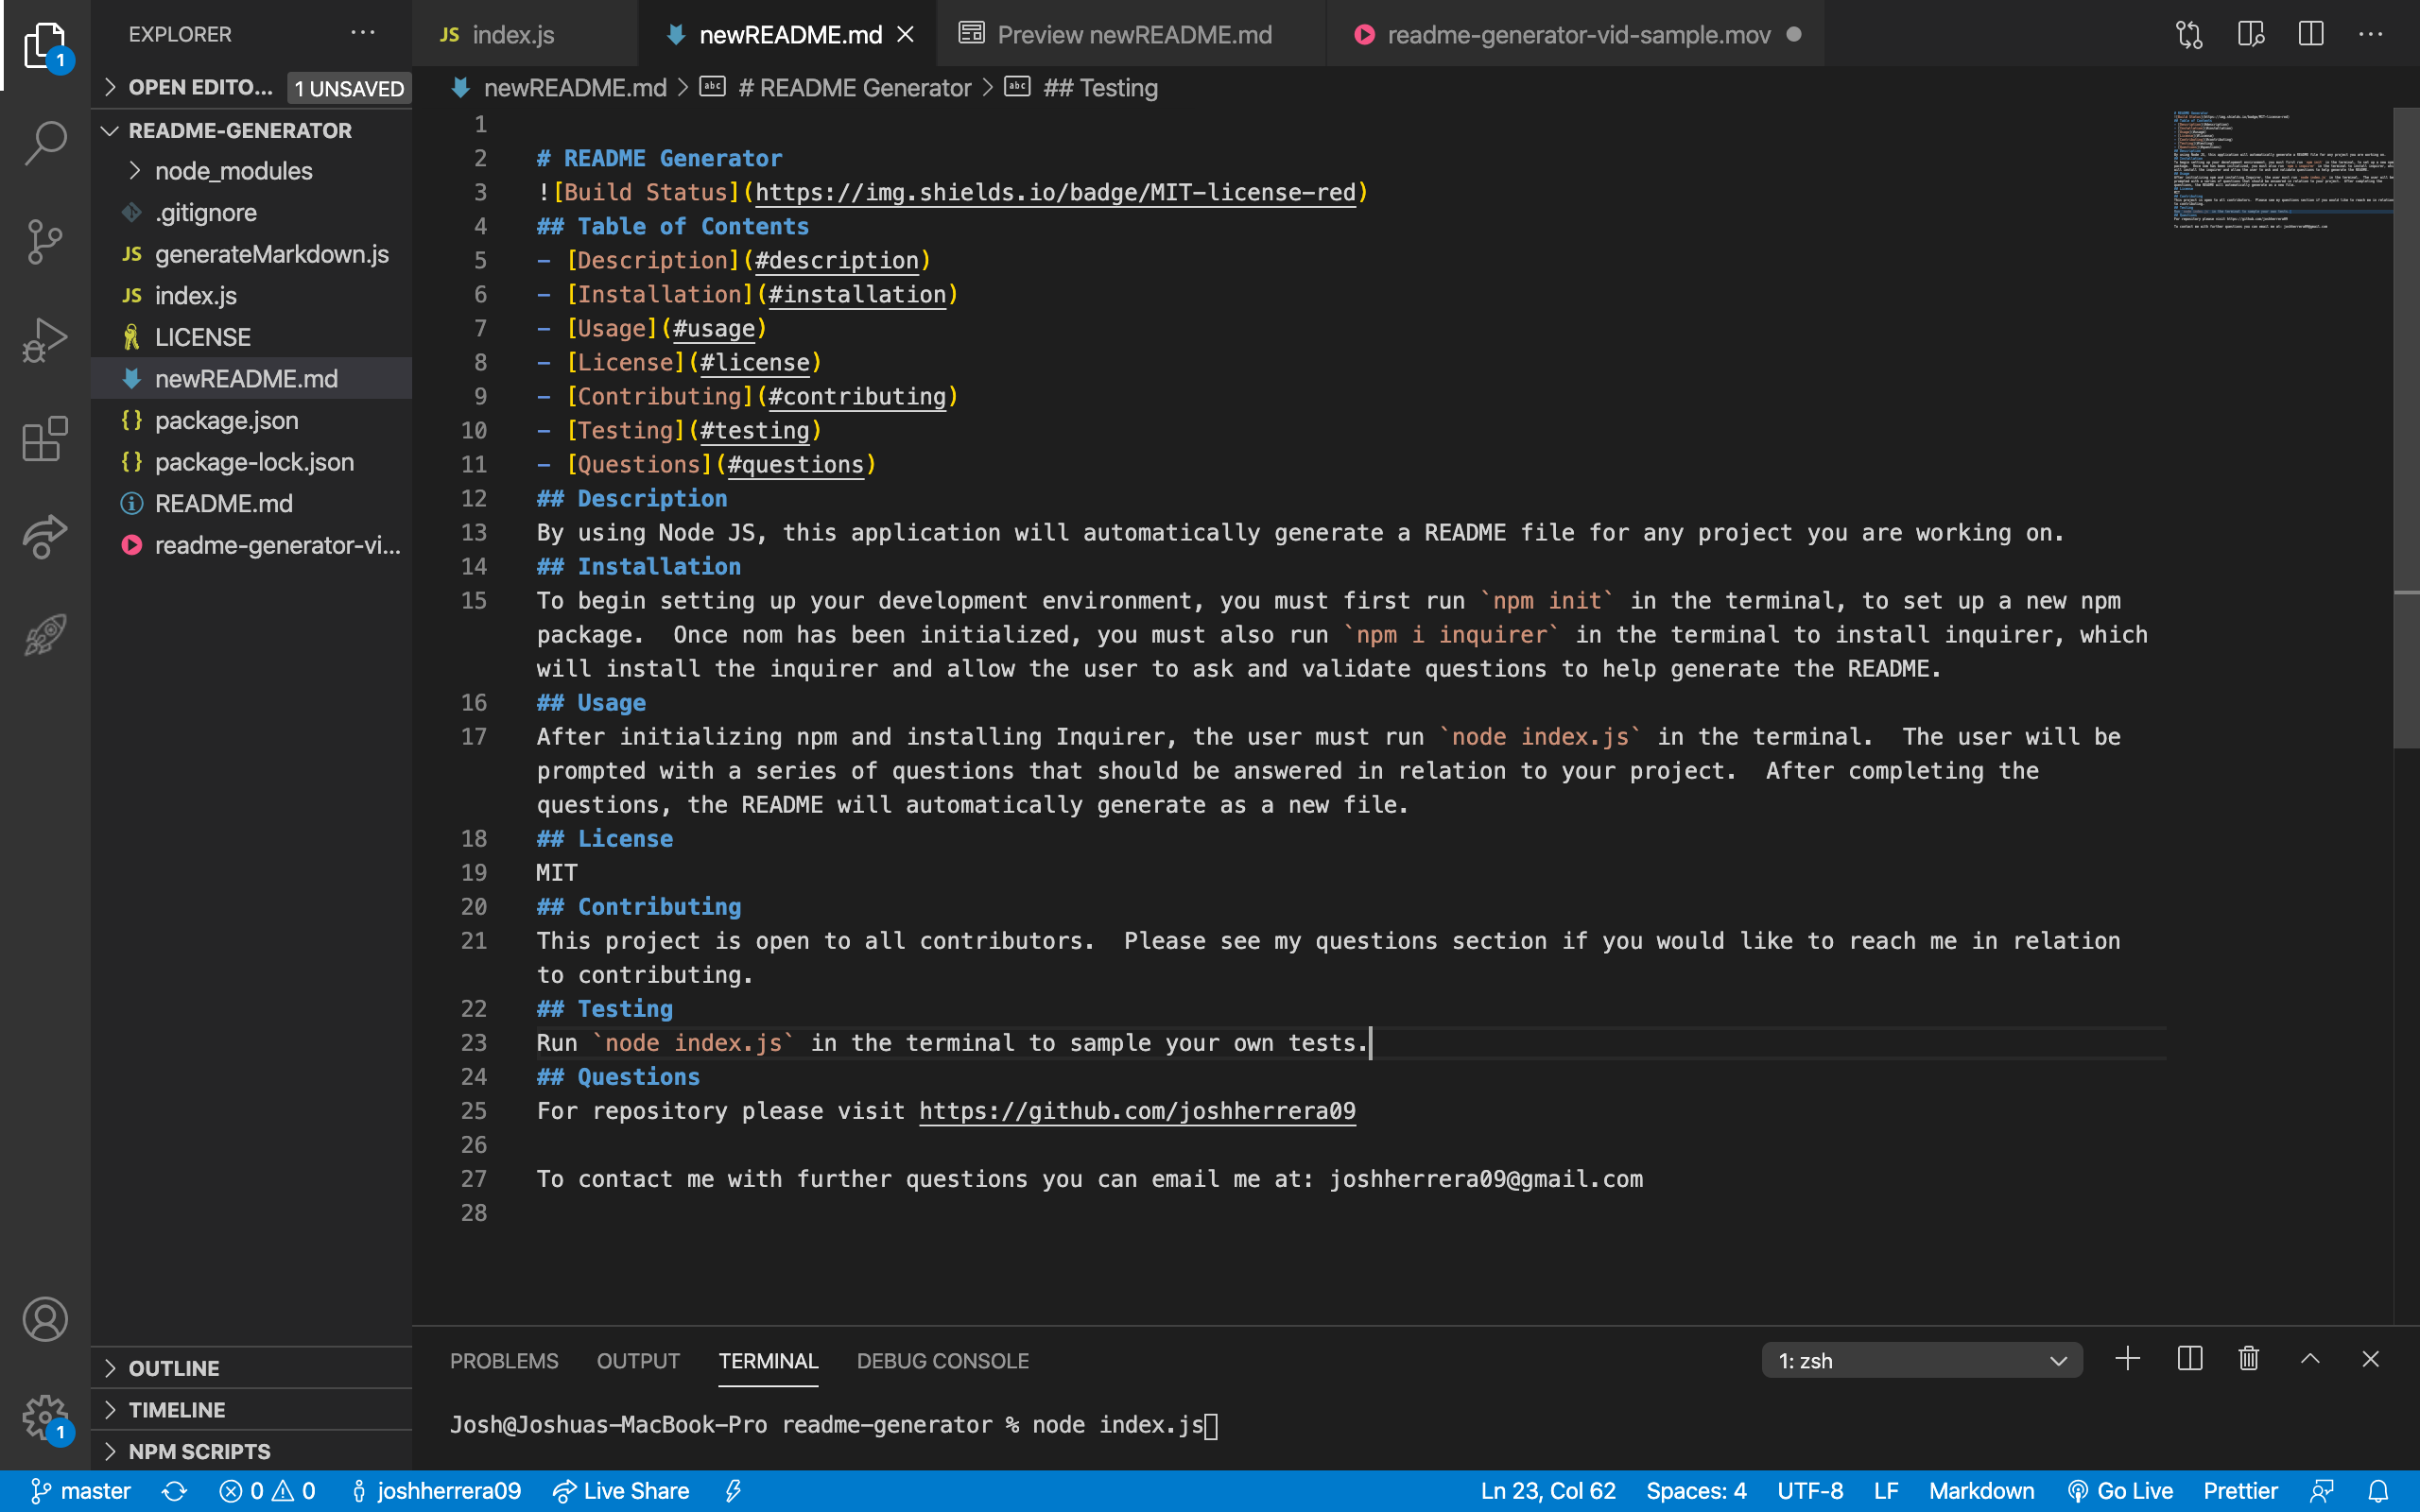 EXPLORER
index.js
newREADME.md
Preview newREADME.md
readme-generator-vid-sample.mov
1
OPEN EDITO...
1 UNSAVED
newREADME.md > # README Generator > ## Testing
README-GENERATOR
node_modules
.gitignore
JS generateMarkdown.js
JS index.js
LICENSE
newREADME.md
{} package.json
{} package-lock.json
README.md
readme-generator-vi...
OUTLINE
TIMELINE
NPM SCRIPTS
1
1
2 # README Generator
3 ![Build Status](https://img.shields.io/badge/MIT-license-red)
4 ## Table of Contents
5 - [Description](#description)
6 - [Installation](#installation)
7 - [Usage](#usage)
8 - [License](#license)
9 - [Contributing](#contributing)
10 - [Testing](#testing)
11 - [Questions](#questions)
12 ## Description
13 By using Node JS, this application will automatically generate a README file for any project you are working on.
14 ## Installation
15 To begin setting up your development environment, you must first run `npm init` in the terminal, to set up a new npm
package.  Once nom has been initialized, you must also run `npm i inquirer` in the terminal to install inquirer, which
will install the inquirer and allow the user to ask and validate questions to help generate the README.
16 ## Usage
17 After initializing npm and installing Inquirer, the user must run `node index.js` in the terminal.  The user will be
prompted with a series of questions that should be answered in relation to your project.  After completing the
questions, the README will automatically generate as a new file.
18 ## License
19 MIT
20 ## Contributing
21 This project is open to all contributors.  Please see my questions section if you would like to reach me in relation
to contributing.
22 ## Testing
23 Run `node index.js` in the terminal to sample your own tests.
24 ## Questions
25 For repository please visit https://github.com/joshherrera09
26
27 To contact me with further questions you can email me at: joshherrera09@gmail.com
28
PROBLEMS OUTPUT TERMINAL DEBUG CONSOLE
1: zsh
Josh@Joshuas-MacBook-Pro readme-generator % node index.js
master
0 0
joshherrera09
Live Share
Ln 23, Col 62
Spaces: 4
UTF-8
LF
Markdown
Go Live
Prettier